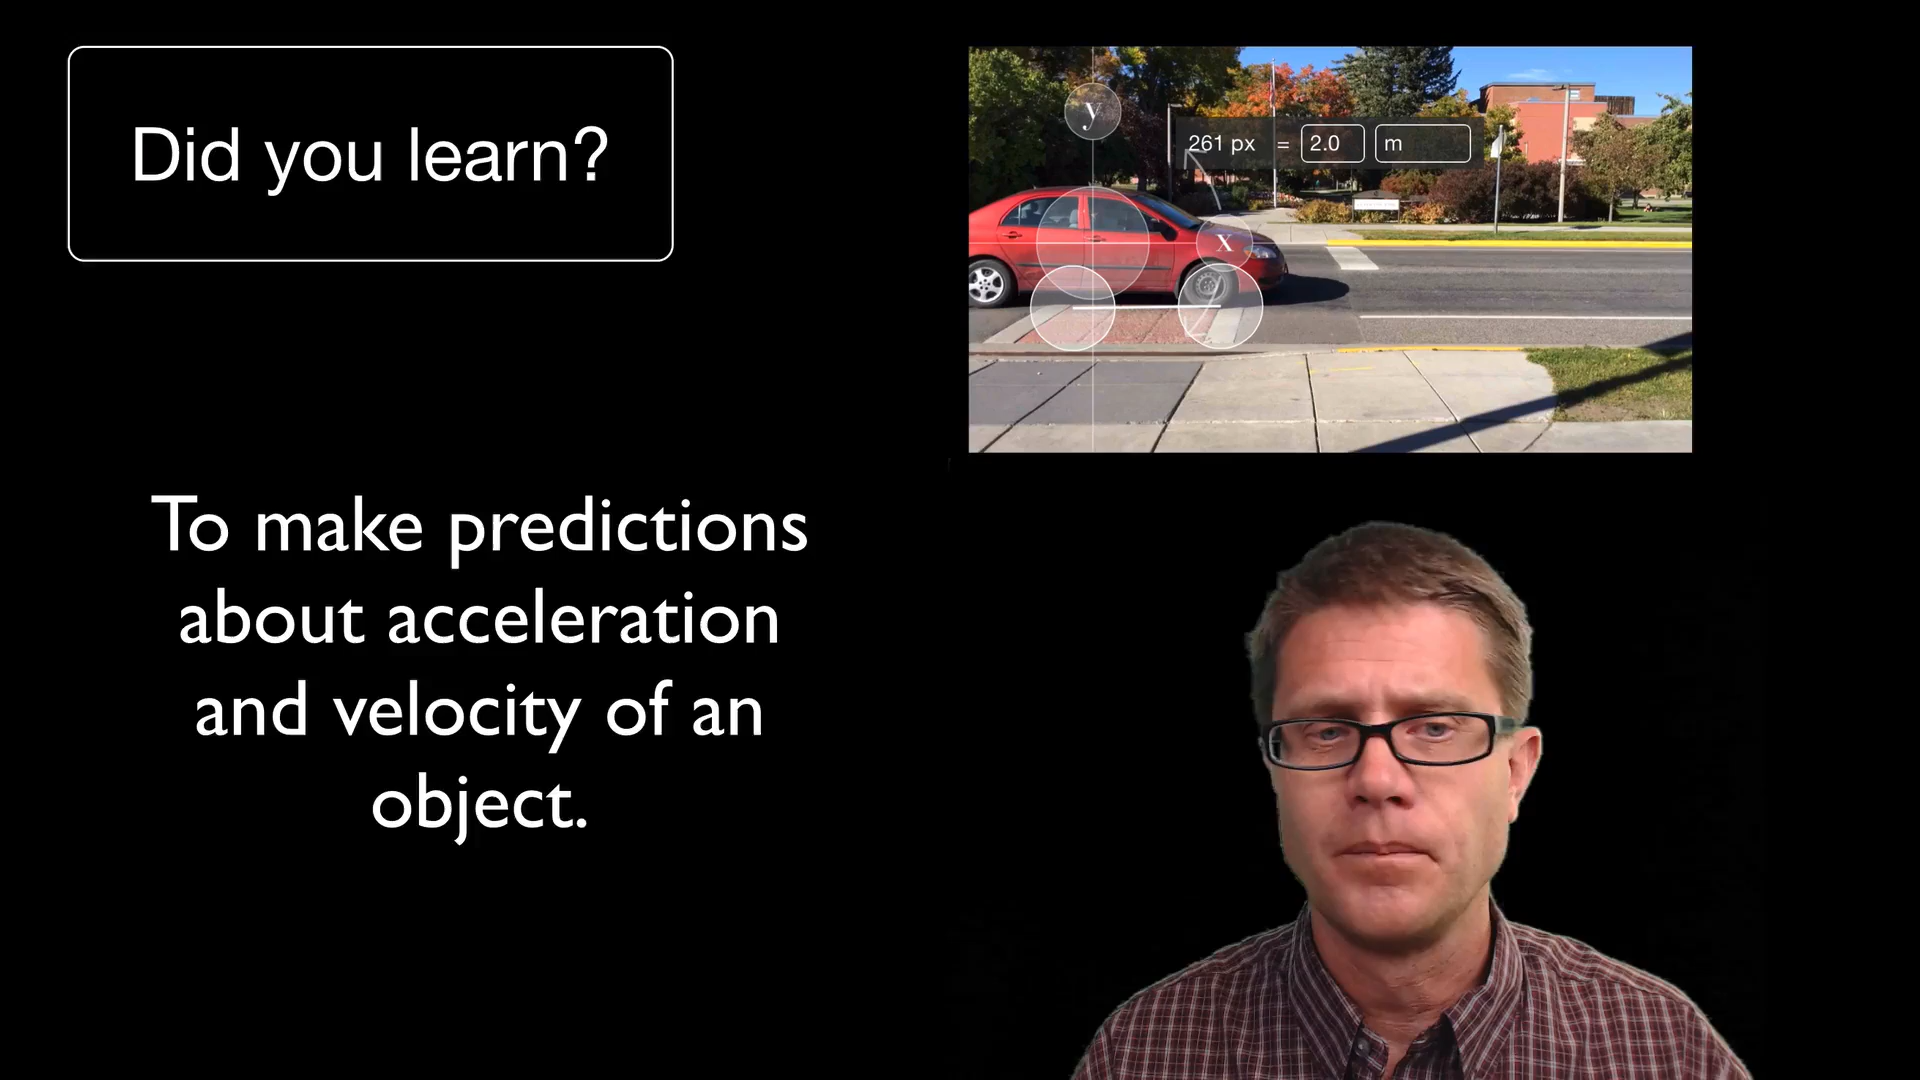 Did you learn?
y
261 px = 2.0 m
x
To make predictions
about acceleration
and velocity of an
object.